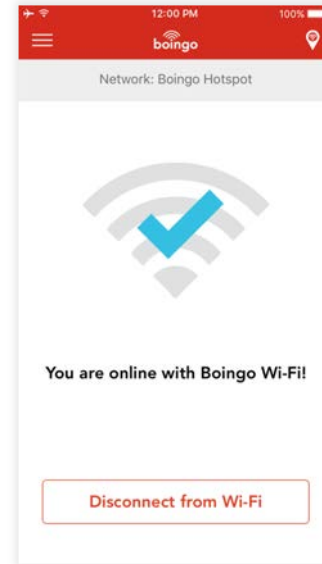 12:00 PM 100%
boingo
Network: Boingo Hotspot
You are online with Boingo Wi-Fi!
Disconnect from Wi-Fi